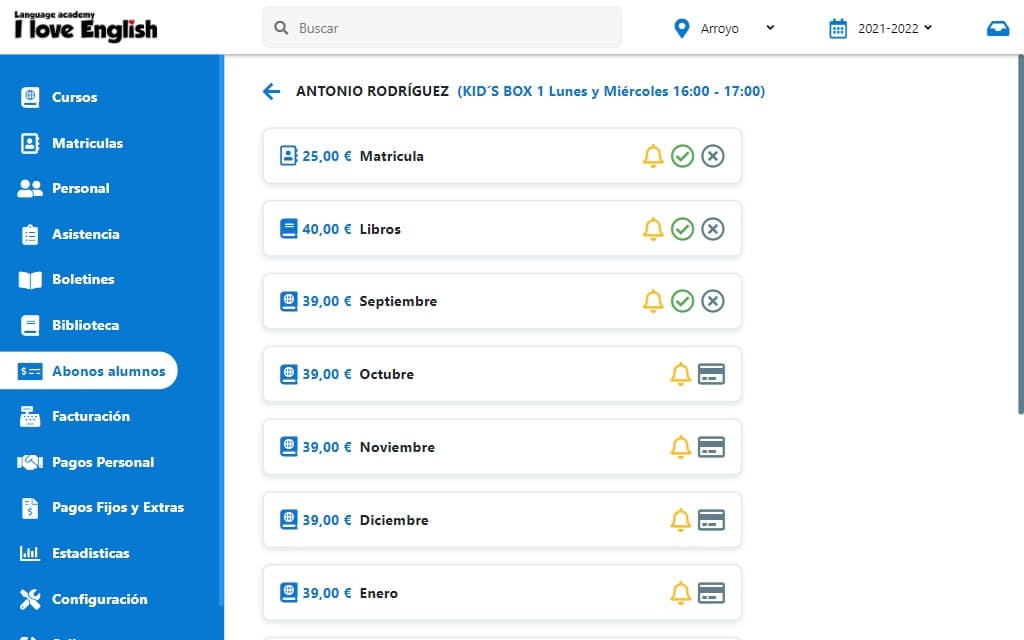 Language academy
I love English
Buscar
Arroyo
2021-2022
Cursos
Matriculas
Personal
Asistencia
Boletines
Biblioteca
Abonos alumnos
Facturación
Pagos Personal
Pagos Fijos y Extras
Estadisticas
Configuración
ANTONIO RODRÍGUEZ (KID´S BOX 1 Lunes y Miércoles 16:00 - 17:00)
25,00 € Matricula
40,00 € Libros
39,00 € Septiembre
39,00 € Octubre
39,00 € Noviembre
39,00 € Diciembre
39,00 € Enero